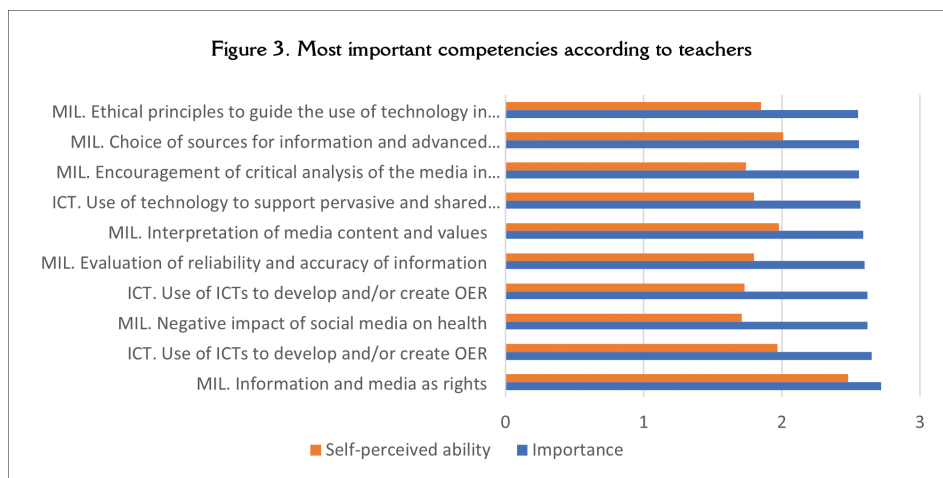 Figure 3. Most important competencies according to teachers
MIL. Ethical principles to guide the use of technology in...
MIL. Choice of sources for information and advanced...
MIL. Encouragement of critical analysis of the media in...
ICT. Use of technology to support pervasive and shared...
MIL. Interpretation of media content and values
MIL. Evaluation of reliability and accuracy of information
ICT. Use of ICTs to develop and/or create OER
MIL. Negative impact of social media on health
ICT. Use of ICTs to develop and/or create OER
MIL. Information and media as rights
0 1 2 3
Self-perceived ability Importance